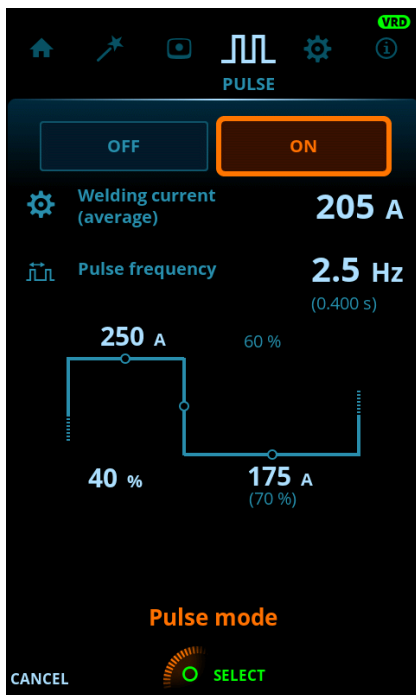 VRD
PULSE
OFF
ON
Welding current
(average)
205 A
Pulse frequency
2.5 Hz
(0.400 s)
250 A
60 %
40 %
175 A
(70 %)
Pulse mode
CANCEL
SELECT